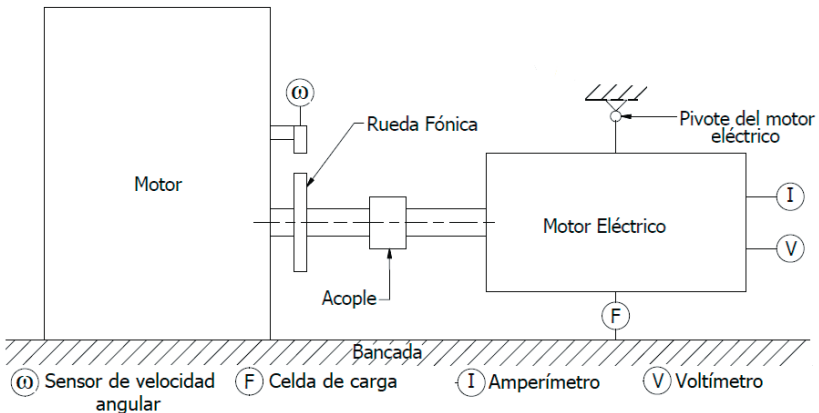 ω
Rueda Fónica
Pivote del motor
eléctrico
Motor
Motor Eléctrico
I
V
Acople
F
Bancada
ω Sensor de velocidad
angular
F Celda de carga
I Amperímetro
V Voltímetro